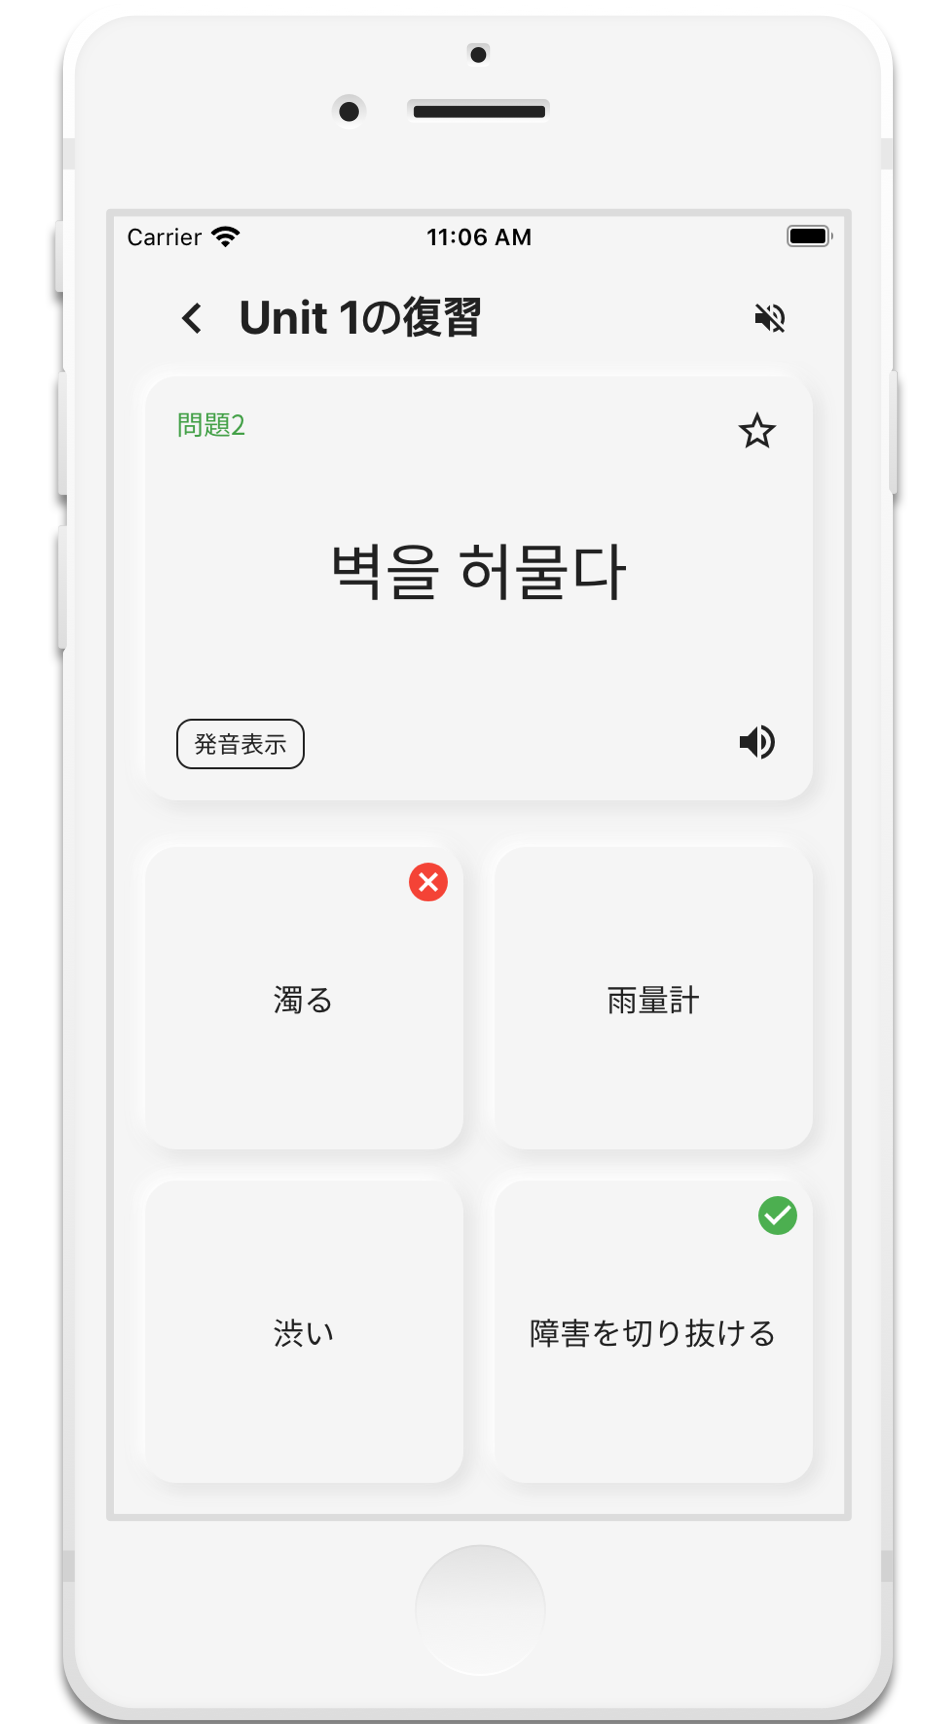 Carrier 11:06 AM
Unit 1の復習
問題2
벽을 허물다
発音表示
濁る
雨量計
渋い
障害を切り抜ける